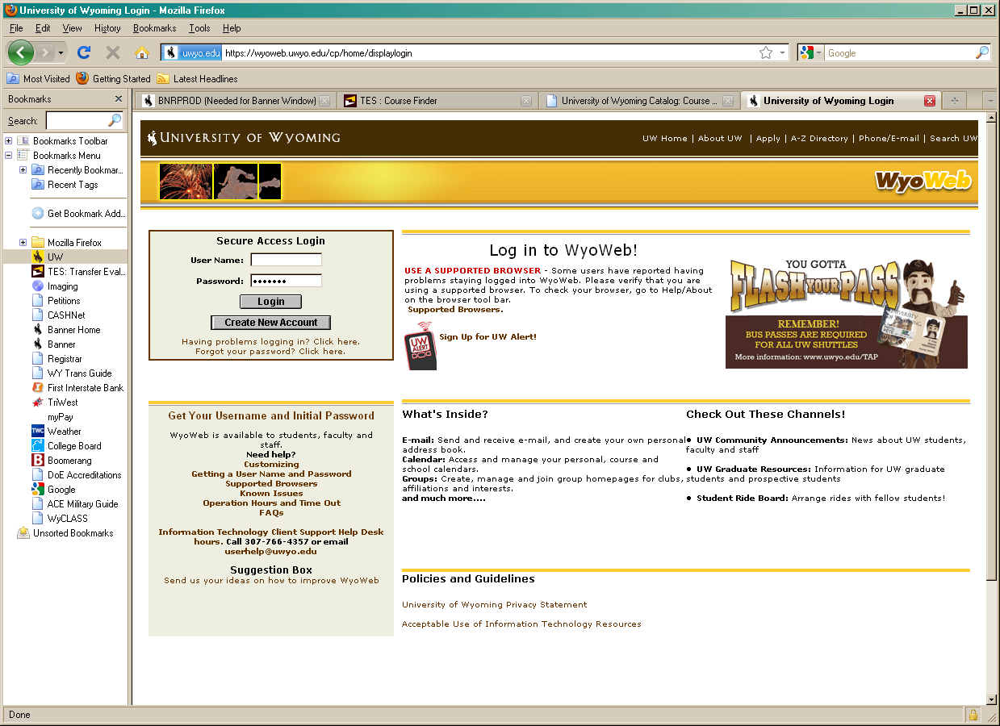 University of Wyoming Login - Mozilla Firefox
File Edit View History Bookmarks Tools Help
uwyo.edu https://wyoweb.uwyo.edu/cp/home/displaylogin
Google
Most Visited Getting Started Latest Headlines
Bookmarks
BNRPROD (Needed for Banner Window) TES : Course Finder University of Wyoming Catalog: Course ... University of Wyoming Login
Search:
Bookmarks Toolbar
Bookmarks Menu
Recently Bookmar...
Recent Tags
Get Bookmark Add...
Mozilla Firefox
UW
TES: Transfer Eval...
Imaging
Petitions
CASHNet
Banner Home
Banner
Registrar
WY Trans Guide
First Interstate Bank
TriWest
myPay
TWC Weather
College Board
B Boomerang
DoE Accreditations
Google
ACE Military Guide
WyCLASS
Unsorted Bookmarks
UNIVERSITY OF WYOMING
UW Home | About UW | Apply | A-Z Directory | Phone/E-mail | Search UW
WyoWeb
Secure Access Login
User Name:
Password: •••••••
Login
Create New Account
Having problems logging in? Click here.
Forgot your password? Click here.
Log in to WyoWeb!
USE A SUPPORTED BROWSER - Some users have reported having
problems staying logged into WyoWeb. Please verify that you are
using a supported browser. To check your browser, go to Help/About
on the browser tool bar.
Supported Browsers.
UW
ALERT
Sign Up for UW Alert!
YOU GOTTA
FLASH YOUR PASS
REMEMBER!
BUS PASSES ARE REQUIRED
FOR ALL UW SHUTTLES
More information: www.uwyo.edu/TAP
Get Your Username and Initial Password
WyoWeb is available to students, faculty and
staff.
Need help?
Customizing
Getting a User Name and Password
Supported Browsers
Known Issues
Operation Hours and Time Out
FAQs
Information Technology Client Support Help Desk
hours. Call 307-766-4357 or email
userhelp@uwyo.edu
Suggestion Box
Send us your ideas on how to improve WyoWeb
What's Inside?
E-mail: Send and receive e-mail, and create your own personal
address book.
Calendar: Access and manage your personal, course and
school calendars.
Groups: Create, manage and join group homepages for clubs,
affiliations and interests.
and much more....
Check Out These Channels!
• UW Community Announcements: News about UW students,
faculty and staff
• UW Graduate Resources: Information for UW graduate
students and prospective students
• Student Ride Board: Arrange rides with fellow students!
Policies and Guidelines
University of Wyoming Privacy Statement
Acceptable Use of Information Technology Resources
Done